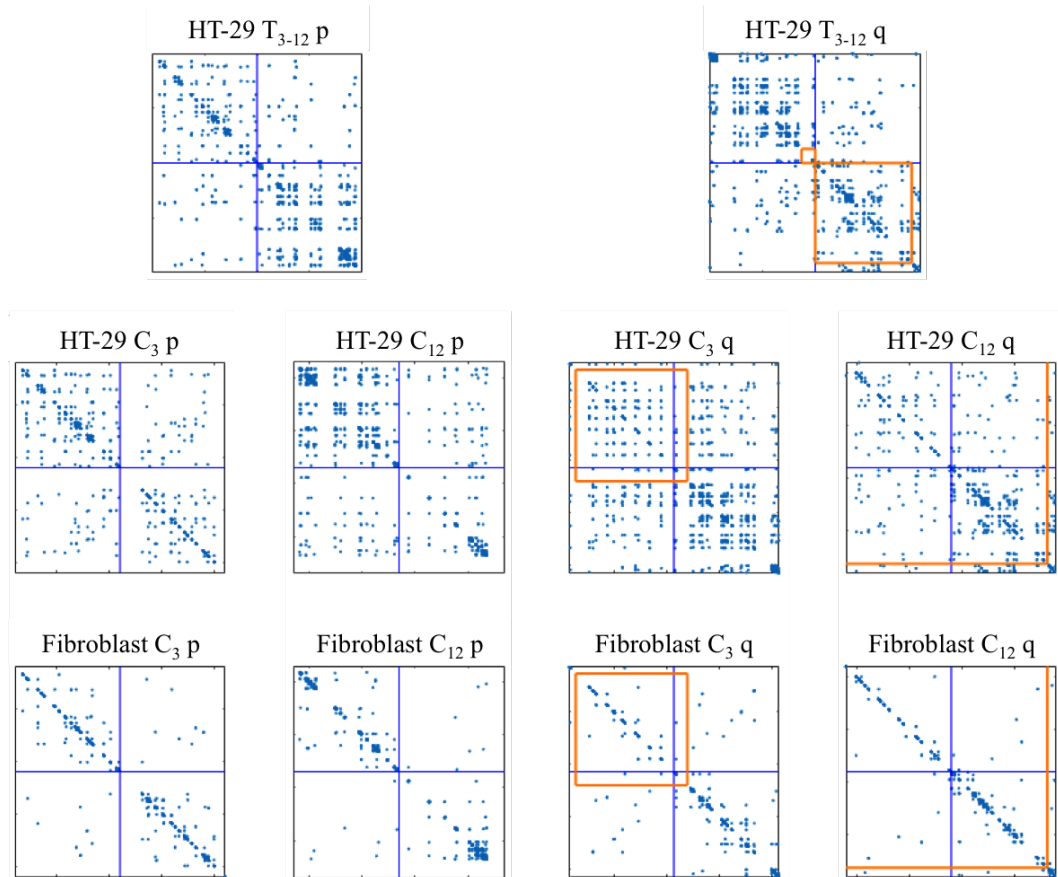 HT-29 T3-12 p
HT-29 T3-12 q
HT-29 C3 p
HT-29 C12 p
HT-29 C3 q
HT-29 C12 q
Fibroblast C3 p
Fibroblast C12 p
Fibroblast C3 q
Fibroblast C12 q